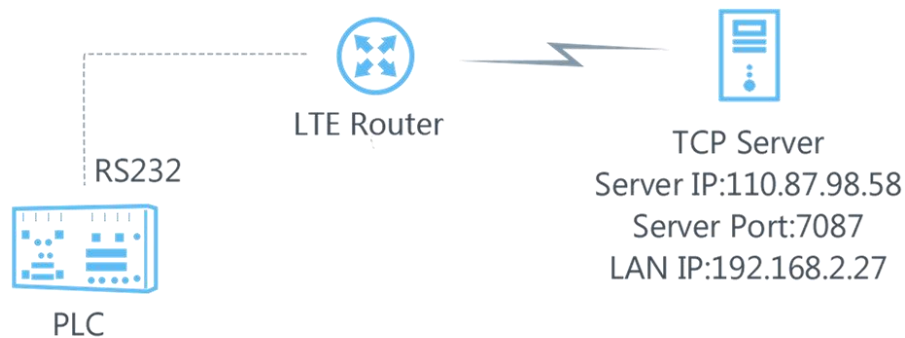 LTE Router
TCP Server
Server IP:110.87.98.58
Server Port:7087
LAN IP:192.168.2.27
RS232
PLC